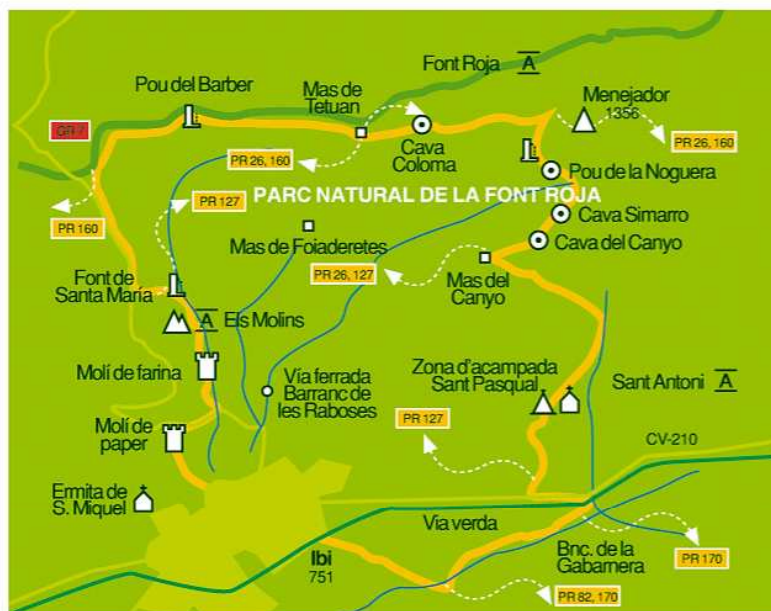 Font Roja A
Pou del Barber
Mas de
Tetuan
Menejador
1356
GR 7
Cava
Coloma
PR 26, 160
PR 26, 160
Pou de la Noguera
PARC NATURAL DE LA FONT ROJA
PR 127
Cava Simarro
PR 160
Mas de Foiaderetes
Cava del Canyo
PR 26, 127
Mas del
Canyo
Font de
Santa María
A Els Molins
Molí de farina
Vía ferrada
Barranc de
les Raboses
Zona d'acampada
Sant Pasqual
Sant Antoni A
Molí de
paper
PR 127
CV-210
Ermita de
S. Miquel
Via verda
Ibi
751
Bnc. de la
Gabarnera
PR 170
PR 82, 170